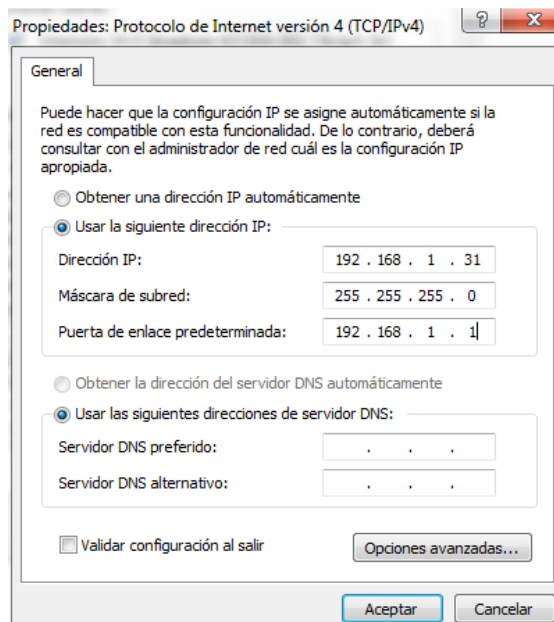 Propiedades: Protocolo de Internet versión 4 (TCP/IPv4)
General
Puede hacer que la configuración IP se asigne automáticamente si la
red es compatible con esta funcionalidad. De lo contrario, deberá
consultar con el administrador de red cuál es la configuración IP
apropiada.
Obtener una dirección IP automáticamente
Usar la siguiente dirección IP:
Dirección IP: 192 . 168 . 1 . 31
Máscara de subred: 255 . 255 . 255 . 0
Puerta de enlace predeterminada: 192 . 168 . 1 . 1
Obtener la dirección del servidor DNS automáticamente
Usar las siguientes direcciones de servidor DNS:
Servidor DNS preferido: . . .
Servidor DNS alternativo: . . .
Validar configuración al salir
Opciones avanzadas...
Aceptar Cancelar